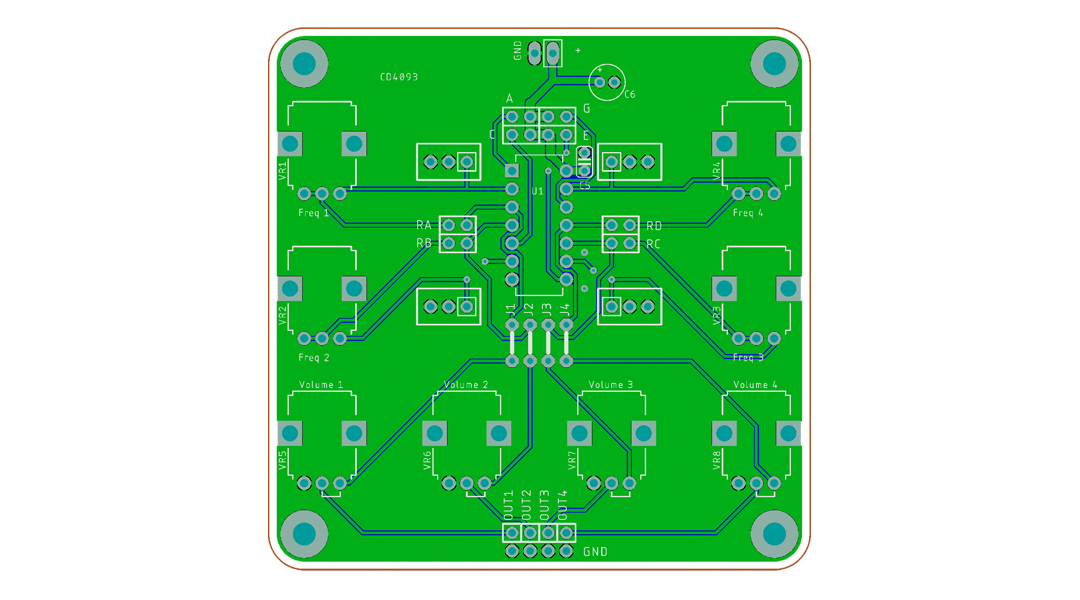 GND
+
CD4093
+
C6
A
G
C
E
VR1
U1
C5
VR4
Freq 1
Freq 4
RA
RD
RB
RC
VR2
J1
J2
J3
J4
VR3
Freq 2
Freq 3
Volume 1
Volume 2
Volume 3
Volume 4
VR5
VR6
VR7
VR8
OUT1
OUT2
OUT3
OUT4
GND